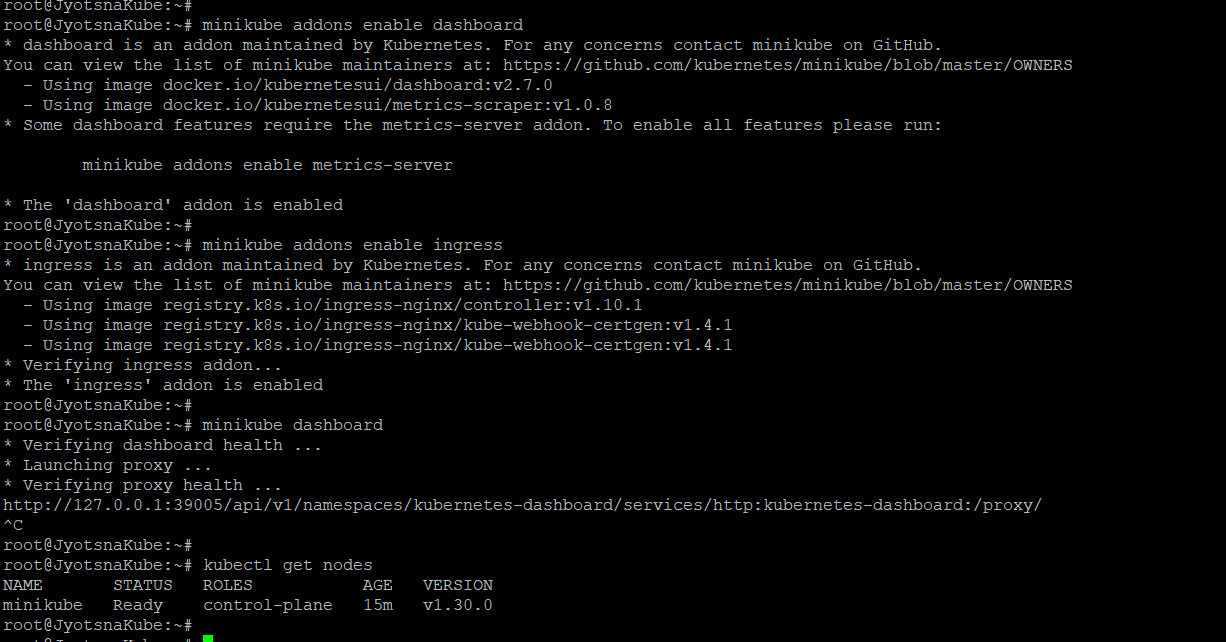 root@JyotsnaKube:~#
root@JyotsnaKube:~# minikube addons enable dashboard
* dashboard is an addon maintained by Kubernetes. For any concerns contact minikube on GitHub.
You can view the list of minikube maintainers at: https://github.com/kubernetes/minikube/blob/master/OWNERS
  - Using image docker.io/kubernetesui/dashboard:v2.7.0
  - Using image docker.io/kubernetesui/metrics-scraper:v1.0.8
* Some dashboard features require the metrics-server addon. To enable all features please run:
        minikube addons enable metrics-server
* The 'dashboard' addon is enabled
root@JyotsnaKube:~#
root@JyotsnaKube:~# minikube addons enable ingress
* ingress is an addon maintained by Kubernetes. For any concerns contact minikube on GitHub.
You can view the list of minikube maintainers at: https://github.com/kubernetes/minikube/blob/master/OWNERS
  - Using image registry.k8s.io/ingress-nginx/controller:v1.10.1
  - Using image registry.k8s.io/ingress-nginx/kube-webhook-certgen:v1.4.1
  - Using image registry.k8s.io/ingress-nginx/kube-webhook-certgen:v1.4.1
* Verifying ingress addon...
* The 'ingress' addon is enabled
root@JyotsnaKube:~#
root@JyotsnaKube:~# minikube dashboard
* Verifying dashboard health ...
* Launching proxy ...
* Verifying proxy health ...
http://127.0.0.1:39005/api/v1/namespaces/kubernetes-dashboard/services/http:kubernetes-dashboard:/proxy/
^C
root@JyotsnaKube:~#
root@JyotsnaKube:~# kubectl get nodes
NAME       STATUS   ROLES           AGE   VERSION
minikube   Ready    control-plane   15m   v1.30.0
root@JyotsnaKube:~#
root@JyotsnaKube:~#